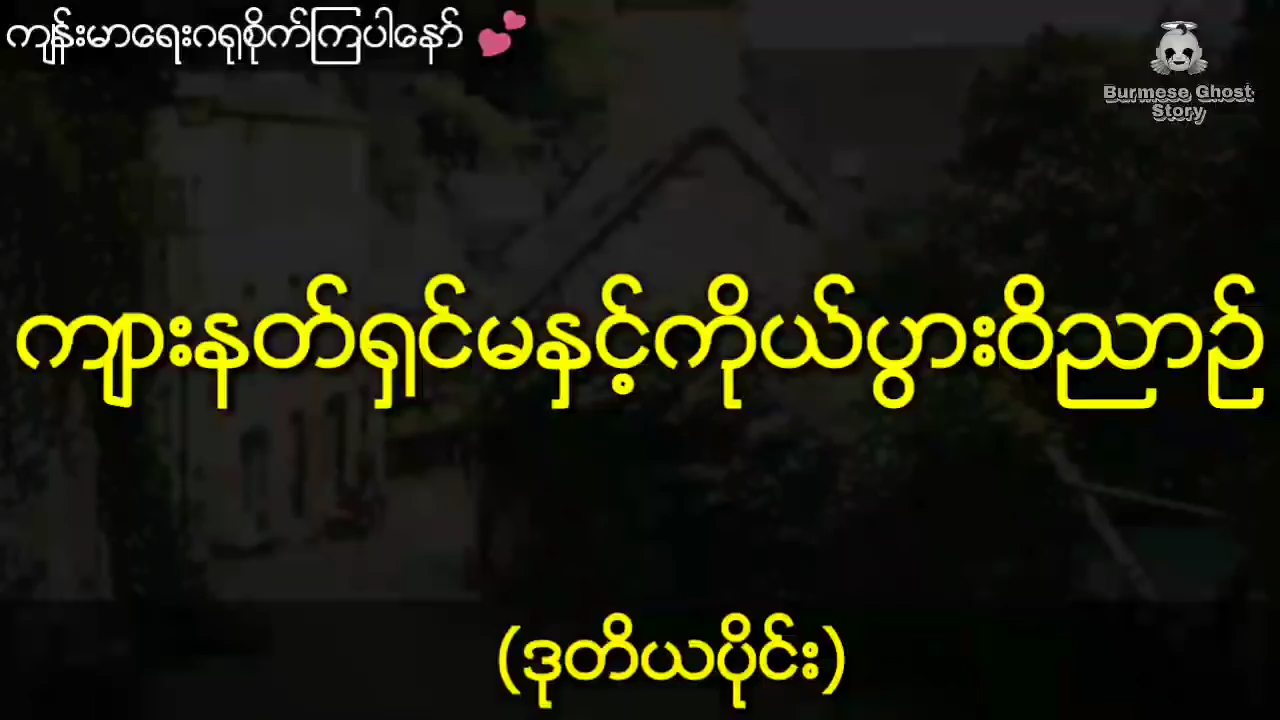 ကျန်းမာရေးဂရုစိုက်ကြပါနော် 💕
Burmese Ghost
Story
ကျားနတ်ရှင်မနှင့်ကိုယ်ပွားဝိညာဉ်
(ဒုတိယပိုင်း)